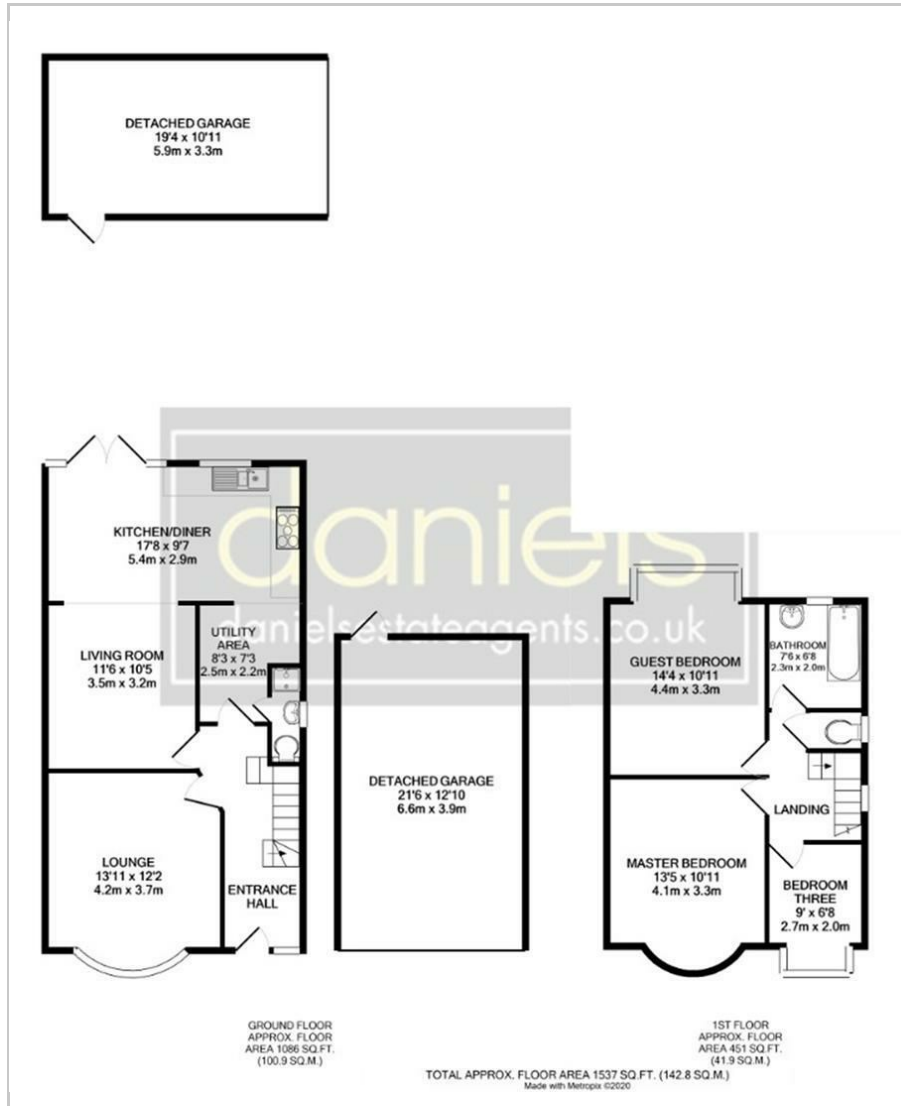 DETACHED GARAGE
19'4 x 10'11
5.9m x 3.3m
daniels
danielsestateagents.co.uk
KITCHEN/DINER
17'8 x 9'7
5.4m x 2.9m
UTILITY
AREA
8'3 x 7'3
2.5m x 2.2m
LIVING ROOM
11'6 x 10'5
3.5m x 3.2m
LOUNGE
13'11 x 12'2
4.2m x 3.7m
ENTRANCE
HALL
DETACHED GARAGE
21'6 x 12'10
6.6m x 3.9m
GUEST BEDROOM
14'4 x 10'11
4.4m x 3.3m
BATHROOM
7'6 x 6'8
2.3m x 2.0m
LANDING
MASTER BEDROOM
13'5 x 10'11
4.1m x 3.3m
BEDROOM
THREE
9' x 6'8
2.7m x 2.0m
GROUND FLOOR
APPROX. FLOOR
AREA 1086 SQ.FT.
(100.9 SQ.M.)
1ST FLOOR
APPROX. FLOOR
AREA 451 SQ.FT.
(41.9 SQ.M.)
TOTAL APPROX. FLOOR AREA 1537 SQ.FT. (142.8 SQ.M.)
Made with Metropix ©2020